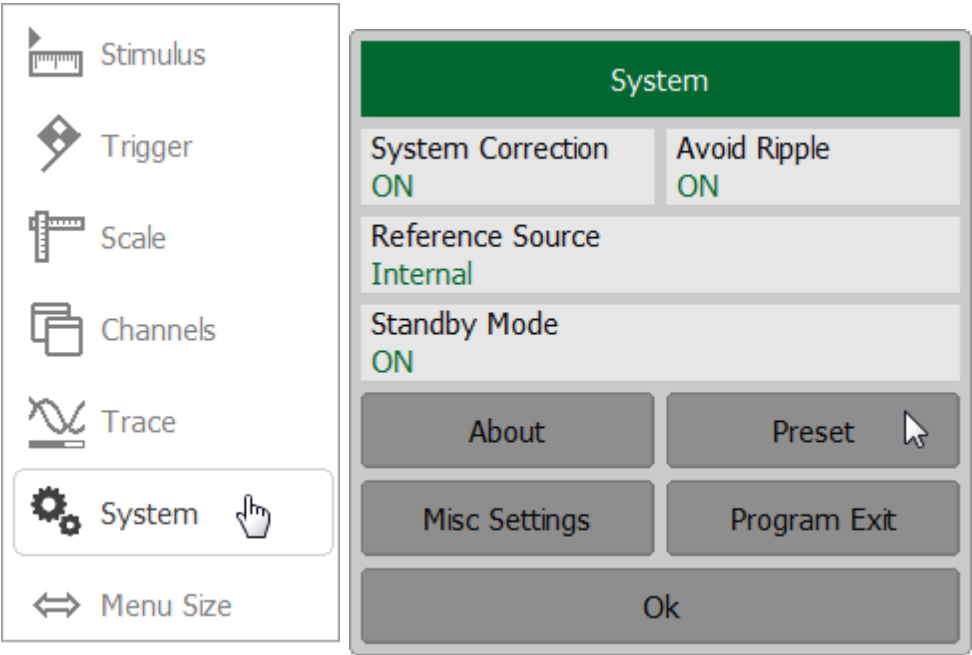 Stimulus
Trigger
Scale
Channels
Trace
System
Menu Size
System
System Correction
ON
Avoid Ripple
ON
Reference Source
Internal
Standby Mode
ON
About
Preset
Misc Settings
Program Exit
Ok